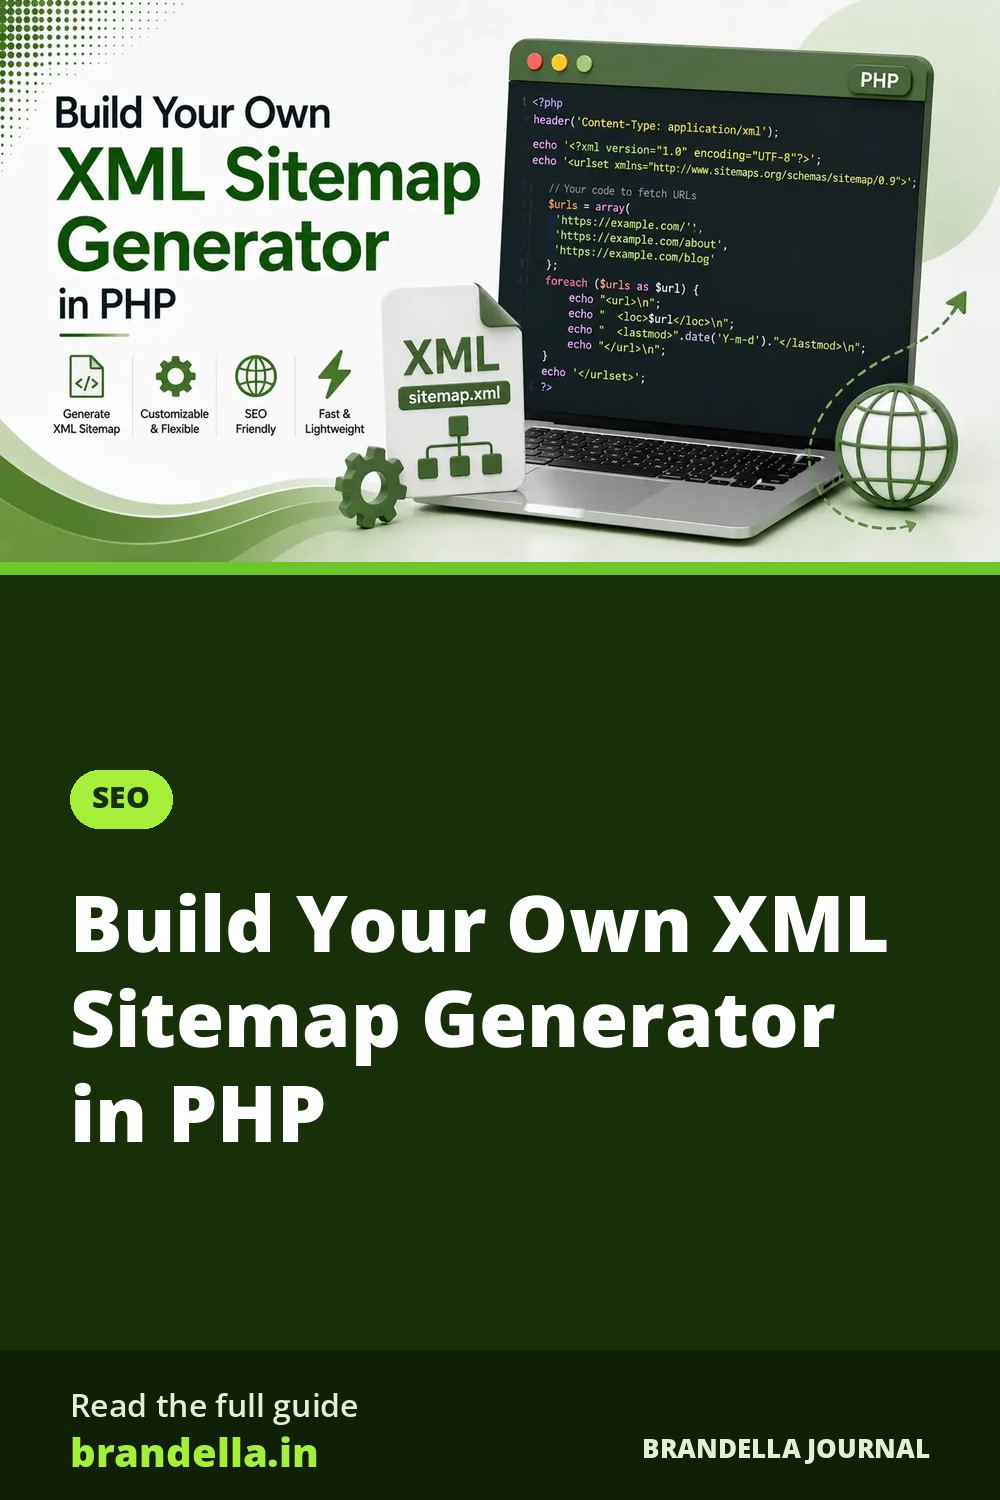 Build Your Own
XML Sitemap
Generator
in PHP
Generate
XML Sitemap
Customizable
& Flexible
SEO
Friendly
Fast &
Lightweight
XML
sitemap.xml
PHP
<?php
header('Content-Type: application/xml');
echo '<?xml version="1.0" encoding="UTF-8"?>';
echo '<urlset xmlns="http://www.sitemaps.org/schemas/sitemap/0.9">';
// Your code to fetch URLs
$urls = array(
'https://example.com/'',
'https://example.com/about',
'https://example.com/blog'
);
foreach ($urls as $url) {
echo "<url>\n";
echo "  <loc>$url</loc>\n";
echo "  <lastmod>".date('Y-m-d')."</lastmod>\n";
echo "</url>\n";
}
echo '</urlset>';
?>
SEO
Build Your Own XML
Sitemap Generator
in PHP
Read the full guide
brandella.in
BRANDELLA JOURNAL